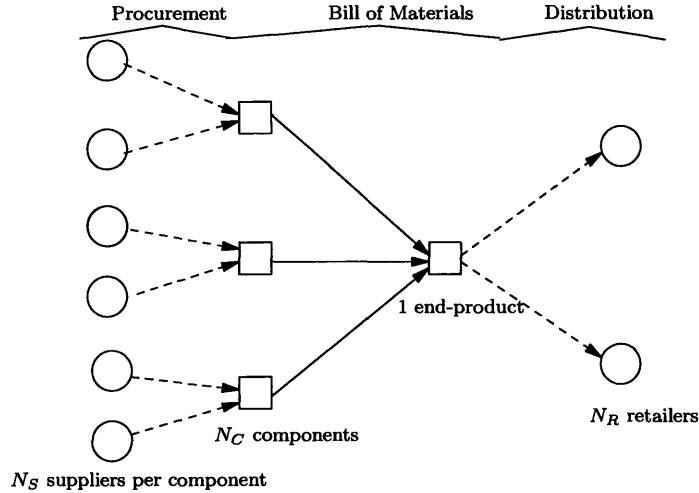 Procurement
Bill of Materials
Distribution
1 end-product
N_R retailers
N_C components
N_S suppliers per component